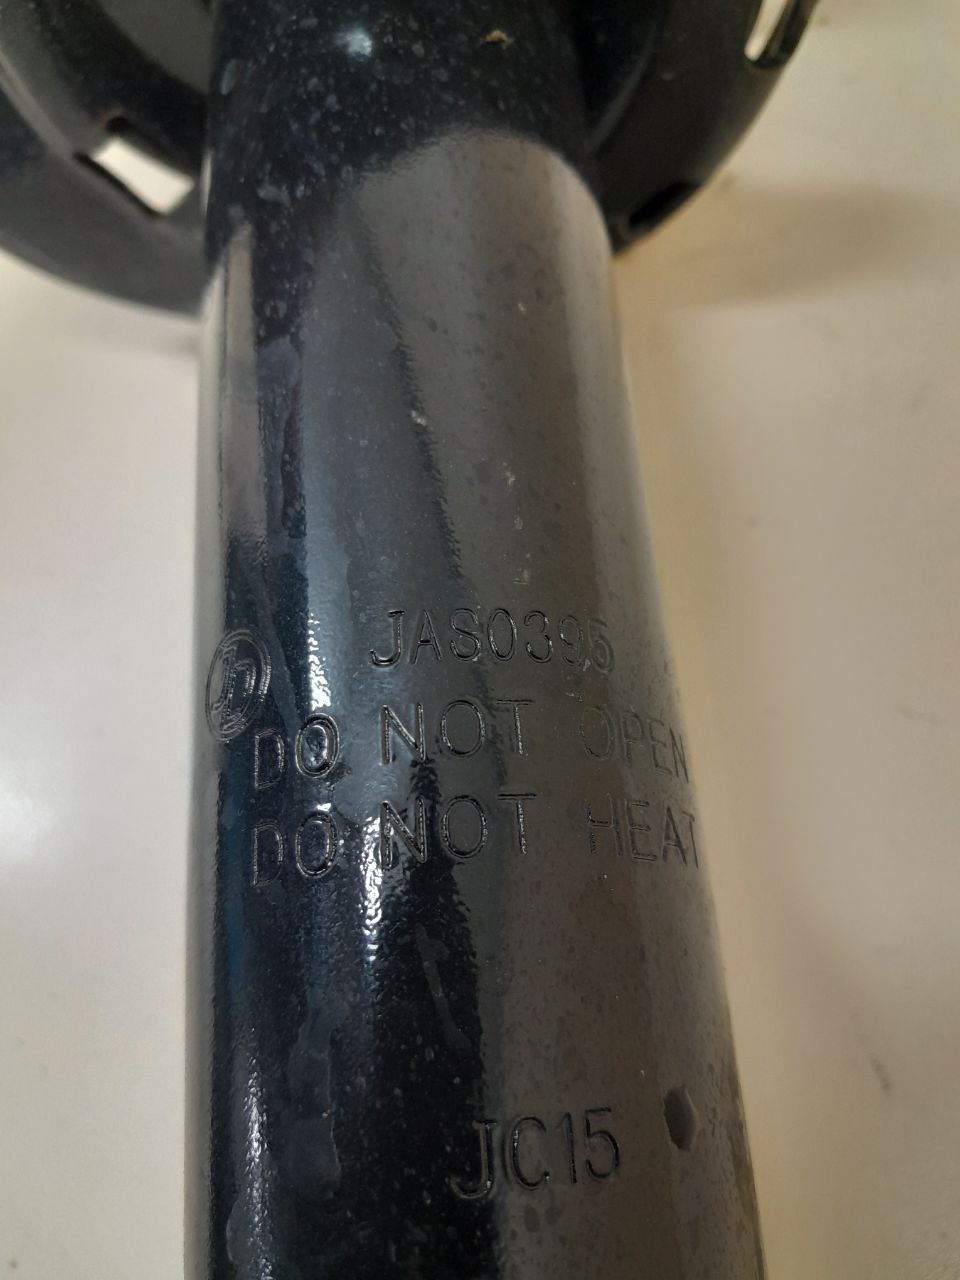 JAS0395
DO NOT OPEN
DO NOT HEAT
JC15